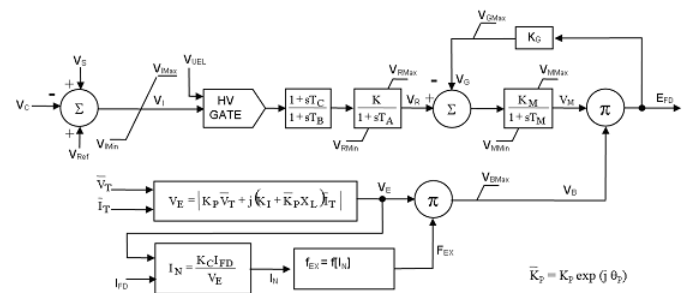 V_GMax
K_G
V_S
V_IMax
V_UEL
V_RMax
V_G
V_MMax
+
-
-
V_C
Σ
V_I
HV
GATE
1+sT_C
1+sT_B
K
1+sT_A
V_R
+
Σ
K_M
1+sT_M
V_M
π
E_FD
+
V_Ref
V_IMin
V_RMin
V_MMin
V̅_T
I̅_T
V_E = |K_P V̅_T + j(K_I + K̅_P X_L) I̅_T|
V_E
π
V_BMax
V_B
F_EX
I_FD
I_N = K_C I_FD
V_E
I_N
f_EX = f[I_N]
K̅_P = K_P exp (j θ_P)